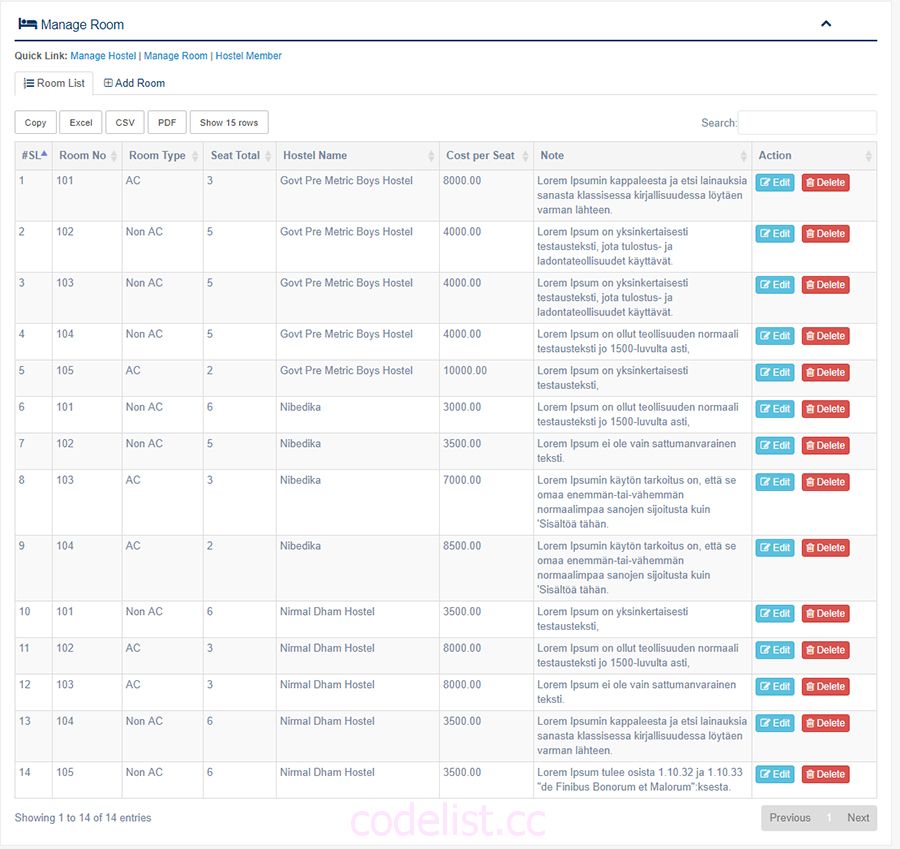 Manage Room
Quick Link: Manage Hostel | Manage Room | Hostel Member
Room List Add Room
Copy Excel CSV PDF Show 15 rows Search:
#SL Room No Room Type Seat Total Hostel Name Cost per Seat Note Action
1 101 AC 3 Govt Pre Metric Boys Hostel 8000.00 Lorem Ipsumin kappaleesta ja etsi lainauksia Edit Delete
sanasta klassisessa kirjallisuudessa löytäen
varman lähteen.
2 102 Non AC 5 Govt Pre Metric Boys Hostel 4000.00 Lorem Ipsum on yksinkertaisesti Edit Delete
testausteksti, jota tulostus- ja
ladontateollisuudet käyttävät.
3 103 Non AC 5 Govt Pre Metric Boys Hostel 4000.00 Lorem Ipsum on yksinkertaisesti Edit Delete
testausteksti, jota tulostus- ja
ladontateollisuudet käyttävät.
4 104 Non AC 5 Govt Pre Metric Boys Hostel 4000.00 Lorem Ipsum on ollut teollisuuden normaali Edit Delete
testausteksti jo 1500-luvulta asti,
5 105 AC 2 Govt Pre Metric Boys Hostel 10000.00 Lorem Ipsum on yksinkertaisesti Edit Delete
testausteksti,
6 101 Non AC 6 Nibedika 3000.00 Lorem Ipsum on ollut teollisuuden normaali Edit Delete
testausteksti jo 1500-luvulta asti,
7 102 Non AC 5 Nibedika 3500.00 Lorem Ipsum ei ole vain sattumanvarainen Edit Delete
teksti.
8 103 AC 3 Nibedika 7000.00 Lorem Ipsumin käytön tarkoitus on, että se Edit Delete
omaa enemmän-tai-vähemmän
normaalimpaa sanojen sijoitusta kuin
'Sisältöä tähän.
9 104 AC 2 Nibedika 8500.00 Lorem Ipsumin käytön tarkoitus on, että se Edit Delete
omaa enemmän-tai-vähemmän
normaalimpaa sanojen sijoitusta kuin
'Sisältöä tähän.
10 101 Non AC 6 Nirmal Dham Hostel 3500.00 Lorem Ipsum on yksinkertaisesti Edit Delete
testausteksti,
11 102 AC 3 Nirmal Dham Hostel 8000.00 Lorem Ipsum on ollut teollisuuden normaali Edit Delete
testausteksti jo 1500-luvulta asti,
12 103 AC 3 Nirmal Dham Hostel 8000.00 Lorem Ipsum ei ole vain sattumanvarainen Edit Delete
teksti.
13 104 Non AC 6 Nirmal Dham Hostel 3500.00 Lorem Ipsumin kappaleesta ja etsi lainauksia Edit Delete
sanasta klassisessa kirjallisuudessa löytäen
varman lähteen.
14 105 Non AC 6 Nirmal Dham Hostel 3500.00 Lorem Ipsum tulee osista 1.10.32 ja 1.10.33 Edit Delete
"de Finibus Bonorum et Malorum":ksesta.
Showing 1 to 14 of 14 entries Previous 1 Next
codelist.cc